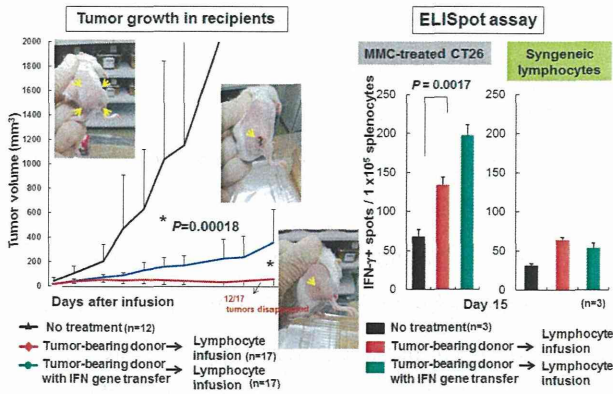 Tumor growth in recipients
Tumor volume (mm³)
2000
1800
1600
1400
1200
1000
800
600
400
200
0
*
P=0.00018
*
12/17
Days after infusion
No treatment (n=12)
Tumor-bearing donor → Lymphocyte
infusion (n=17)
Tumor-bearing donor → Lymphocyte
with IFN gene transfer infusion (n=17)
ELISpot assay
MMC-treated CT26
Syngeneic
lymphocytes
P = 0.0017
IFN-γ+ spots / 1 x10⁵ splenocytes
250
200
150
100
50
0
250
200
150
100
50
0
Day 15
(n=3)
No treatment(n=3)
Tumor-bearing donor → Lymphocyte
infusion
Tumor-bearing donor → Lymphocyte
with IFN gene transfer infusion